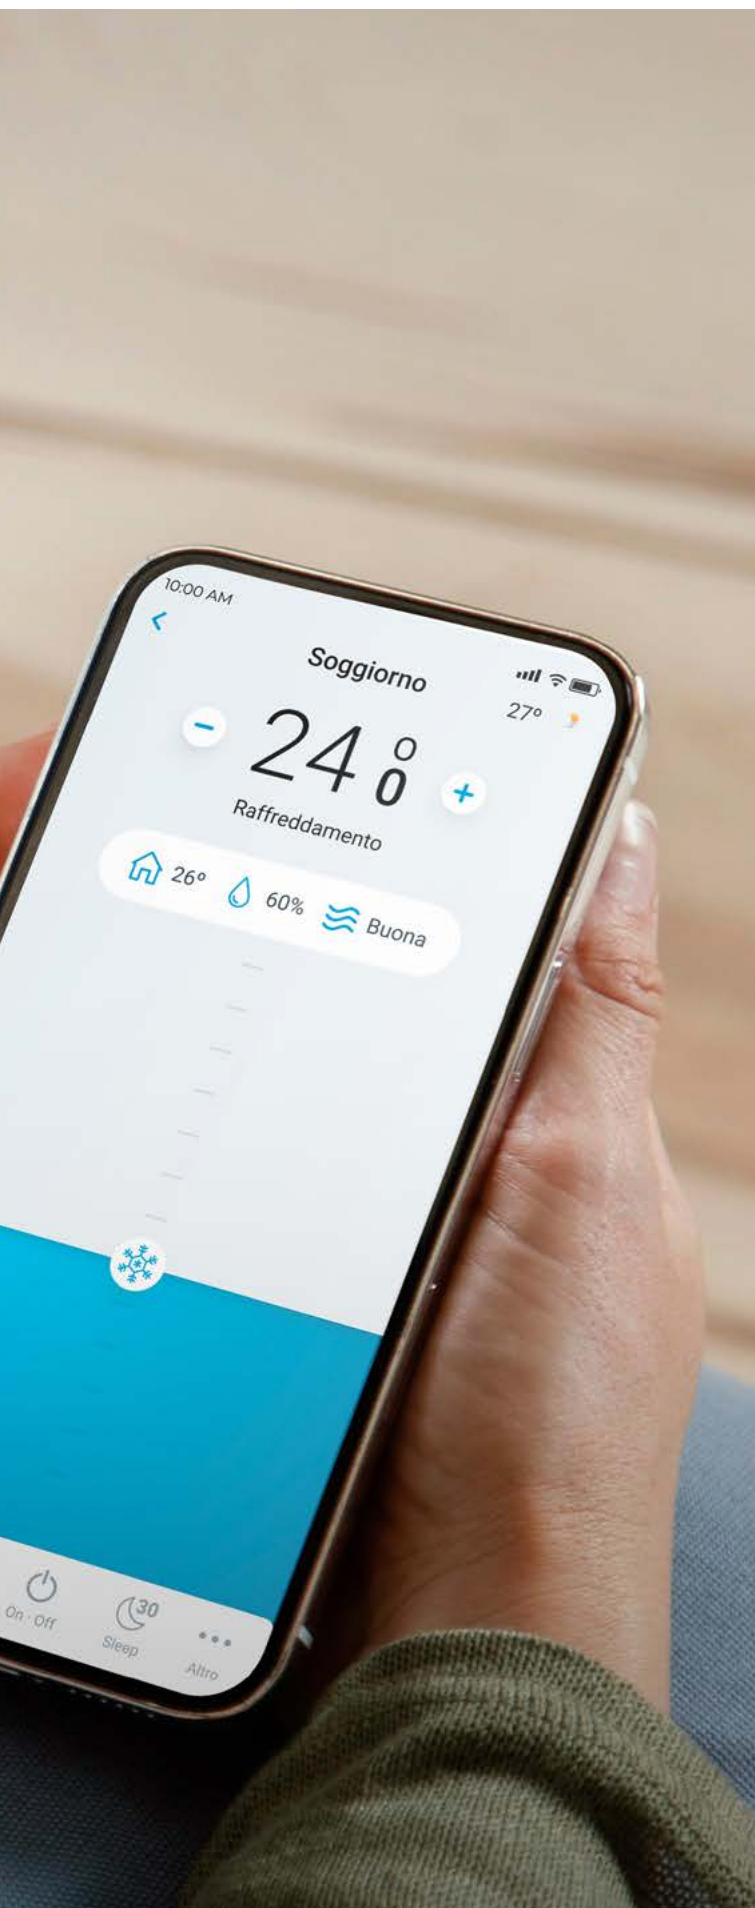 10:00 AM
Soggiorno
27°
24.0°
Raffreddamento
26° 60% Buona
On · Off
30
Sleep
Altro